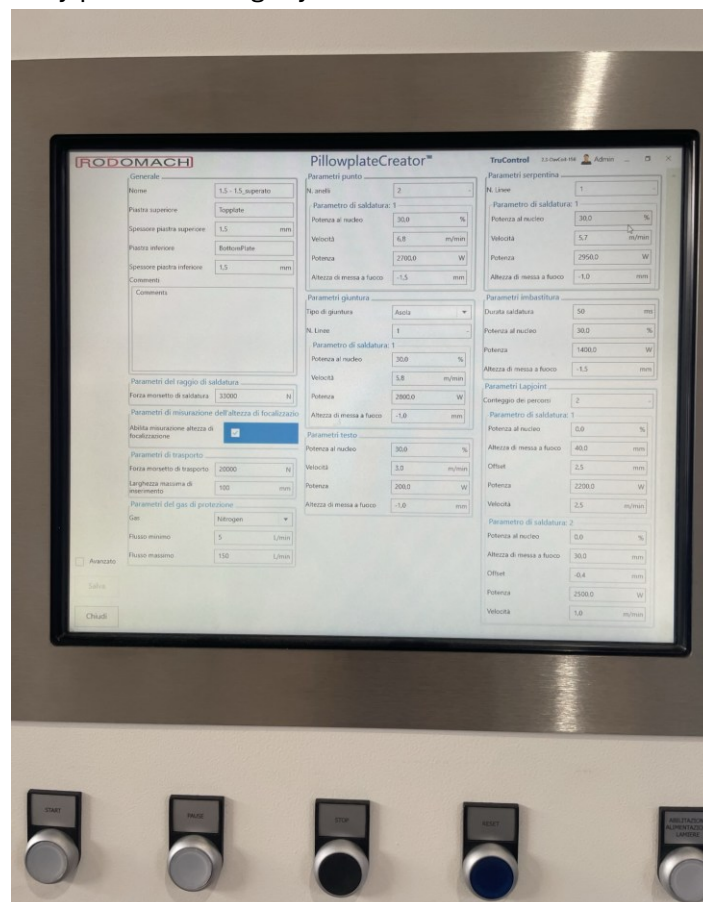 [RODOMACH]
PillowplateCreator™
TruControl
Admin
Generale
Nome 1,5 - 1,5_superato
Piastra superiore Topplate
Spessore piastra superiore 1,5 mm
Piastra inferiore BottomPlate
Spessore piastra inferiore 1,5 mm
Commenti
Comments
Parametri del raggio di saldatura
Forza morsetto di saldatura 33000 N
Parametri di misurazione dell'altezza di focalizzazio
Abilita misurazione altezza di
focalizzazione
Parametri di trasporto
Forza morsetto di trasporto 20000 N
Larghezza massima di
inserimento 100 mm
Parametri del gas di protezione
Gas Nitrogen
Flusso minimo 5 L/min
Flusso massimo 150 L/min
Avanzato
Salva
Chiudi
Parametri punto
N. anelli 2
Parametro di saldatura: 1
Potenza al nucleo 30,0 %
Velocità 6,8 m/min
Potenza 2700,0 W
Altezza di messa a fuoco -1,5 mm
Parametri giuntura
Tipo di giuntura Asola
N. Linee 1
Parametro di saldatura: 1
Potenza al nucleo 30,0 %
Velocità 5,8 m/min
Potenza 2800,0 W
Altezza di messa a fuoco -1,0 mm
Parametri testo
Potenza al nucleo 30,0 %
Velocità 3,0 m/min
Potenza 200,0 W
Altezza di messa a fuoco -1,0 mm
Parametri serpentina
N. Linee 1
Parametro di saldatura: 1
Potenza al nucleo 30,0 %
Velocità 5,7 m/min
Potenza 2950,0 W
Altezza di messa a fuoco -1,0 mm
Parametri imbastitura
Durata saldatura 50 ms
Potenza al nucleo 30,0 %
Potenza 1400,0 W
Altezza di messa a fuoco -1,5 mm
Parametri Lapjoint
Conteggio dei percorsi 2
Parametro di saldatura: 1
Potenza al nucleo 0,0 %
Altezza di messa a fuoco 40,0 mm
Offset 2,5 mm
Potenza 2200,0 W
Velocità 2,5 m/min
Parametro di saldatura: 2
Potenza al nucleo 0,0 %
Altezza di messa a fuoco 30,0 mm
Offset -0,4 mm
Potenza 2500,0 W
Velocità 1,0 m/min
START
PAUSE
STOP
RESET
ABILITAZION
ALIMENTAZIO
LAMIERE